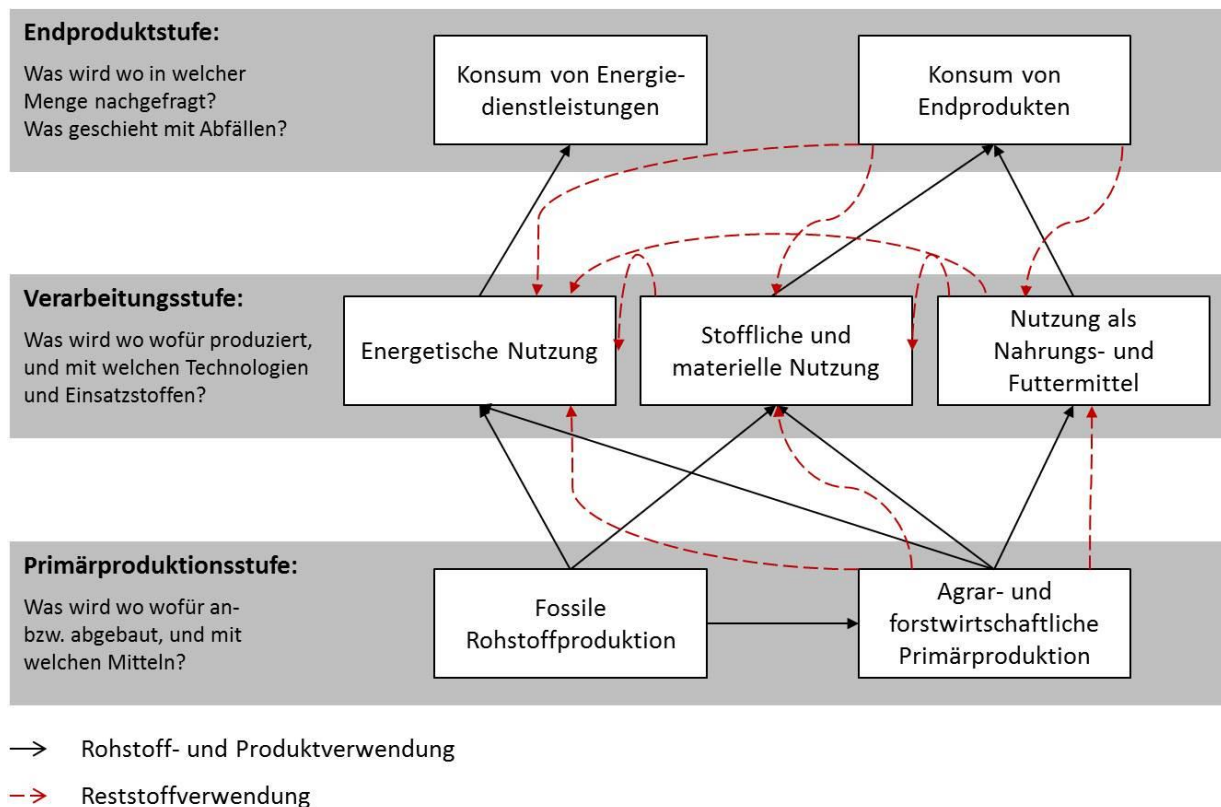 Endproduktstufe:
Was wird wo in welcher
Menge nachgefragt?
Was geschieht mit Abfällen?
Konsum von Energie-
dienstleistungen
Konsum von
Endprodukten
Verarbeitungsstufe:
Was wird wo wofür produziert,
und mit welchen Technologien
und Einsatzstoffen?
Energetische Nutzung
Stoffliche und
materielle Nutzung
Nutzung als
Nahrungs- und
Futtermittel
Primärproduktionsstufe:
Was wird wo wofür an-
bzw. abgebaut, und mit
welchen Mitteln?
Fossile
Rohstoffproduktion
Agrar- und
forstwirtschaftliche
Primärproduktion
Rohstoff- und Produktverwendung
Reststoffverwendung